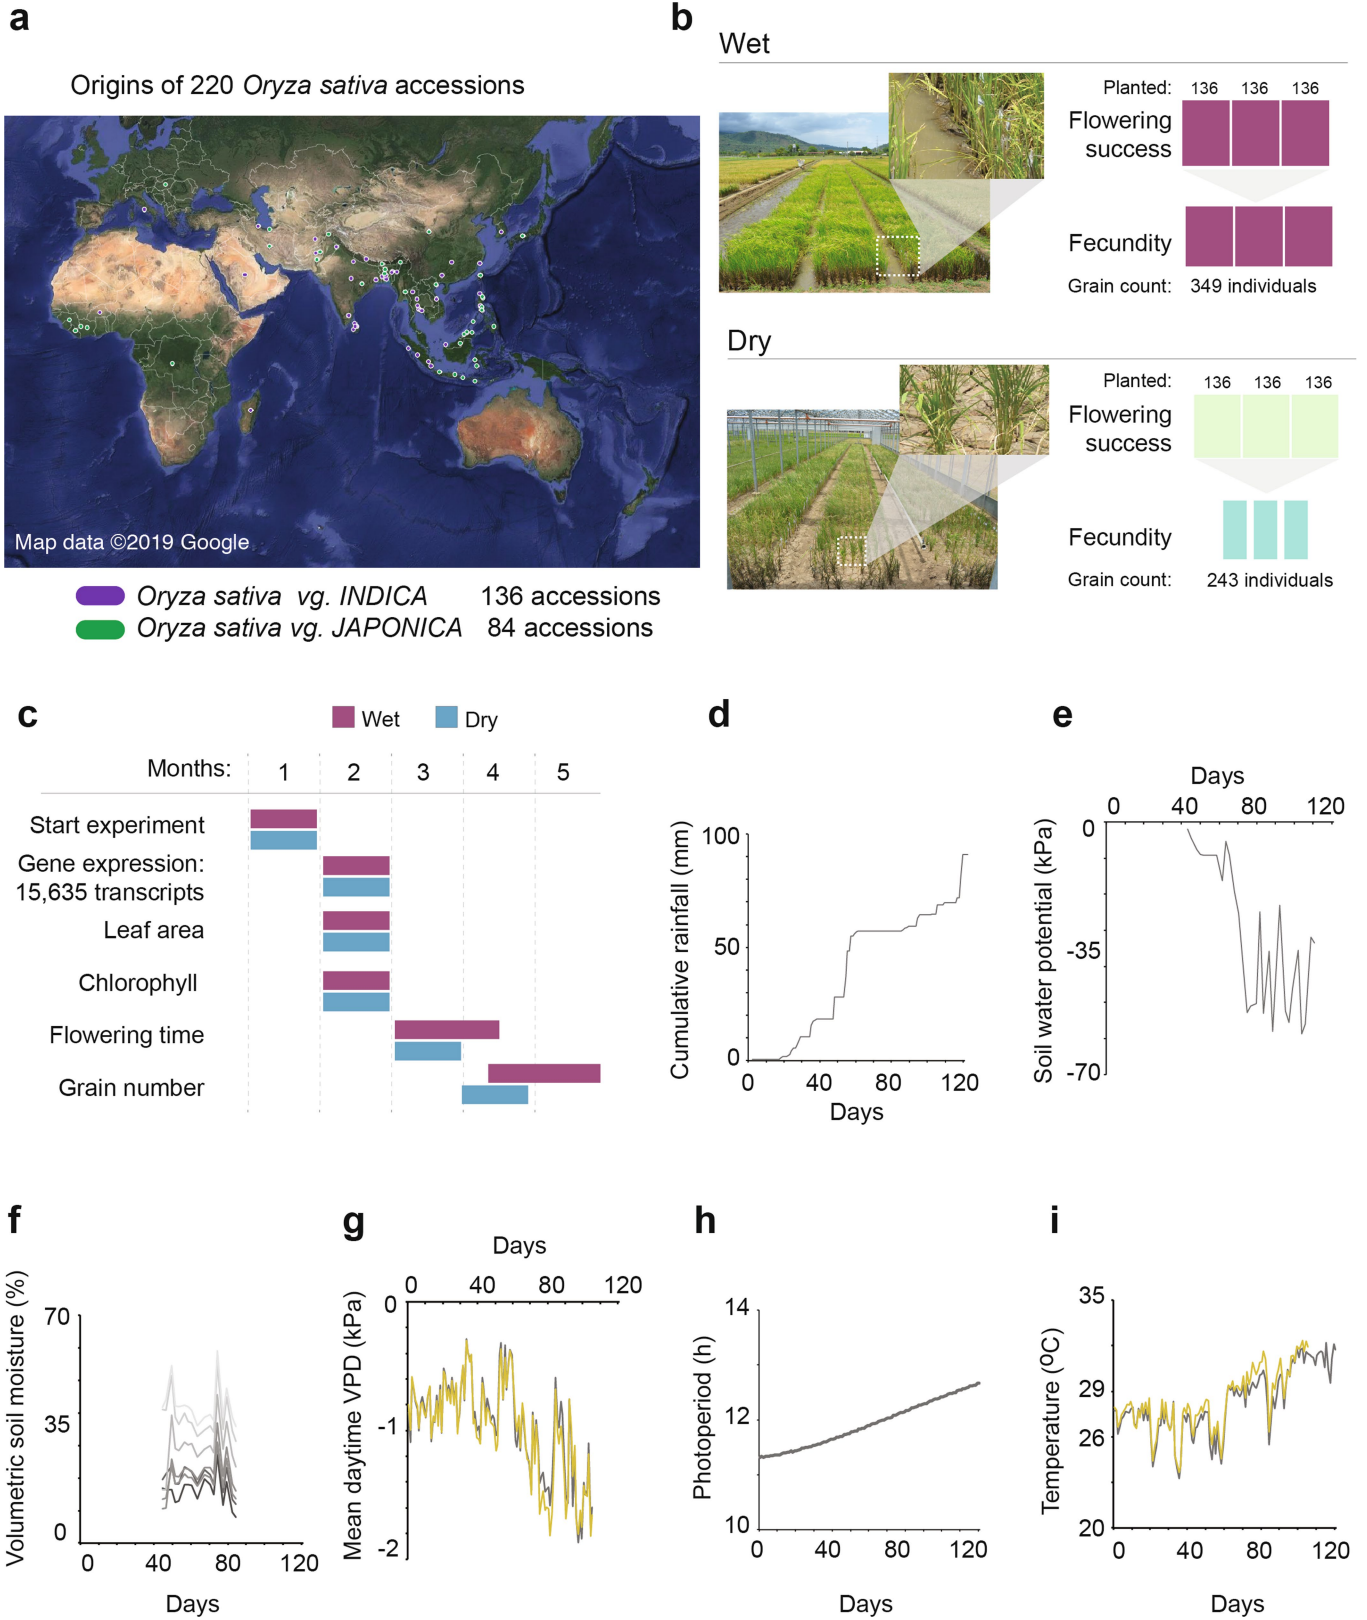 a
Origins of 220 Oryza sativa accessions
Map data ©2019 Google
Oryza sativa vg. INDICA 136 accessions
Oryza sativa vg. JAPONICA 84 accessions
b
Wet
Planted: 136 136 136
Flowering
success
Fecundity
Grain count: 349 individuals
Dry
Planted: 136 136 136
Flowering
success
Fecundity
Grain count: 243 individuals
c
Wet Dry
Months: 1 2 3 4 5
Start experiment
Gene expression:
15,635 transcripts
Leaf area
Chlorophyll
Flowering time
Grain number
d
Cumulative rainfall (mm)
100
50
0
0 40 80 120
Days
e
Days
0 40 80 120
Soil water potential (kPa)
0
-35
-70
f
Volumetric soil moisture (%)
70
35
0
0 40 80 120
Days
g
Days
0 40 80 120
Mean daytime VPD (kPa)
0
-1
-2
h
Photoperiod (h)
14
12
10
0 40 80 120
Days
i
Temperature (ºC)
35
29
26
20
0 40 80 120
Days